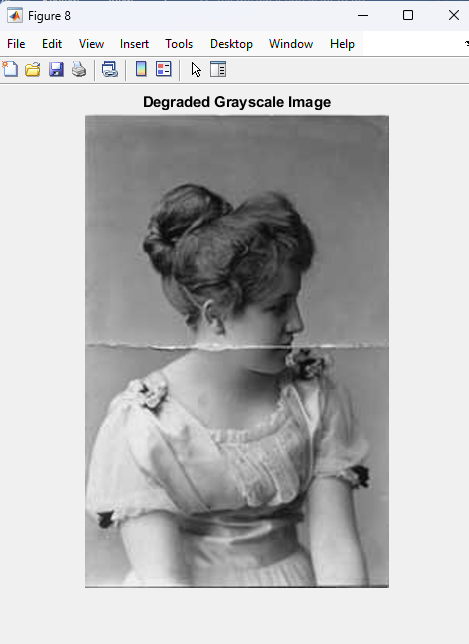 Figure 8
File Edit View Insert Tools Desktop Window Help
Degraded Grayscale Image